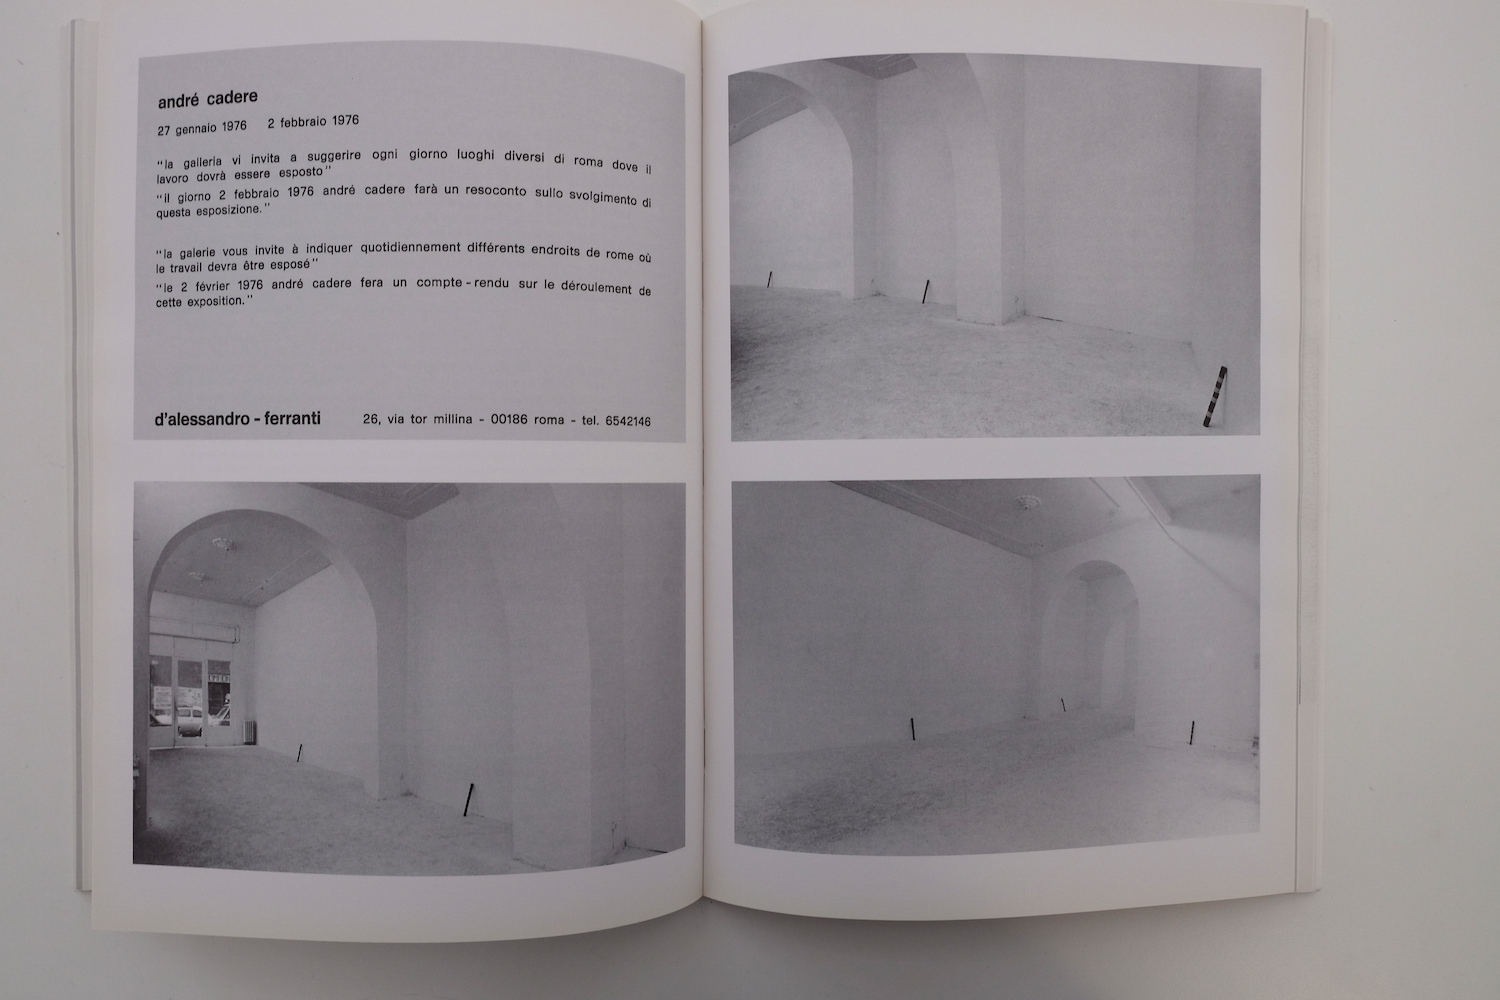 andré cadere
27 gennaio 1976 2 febbraio 1976
"la galleria vi invita a suggerire ogni giorno luoghi diversi di roma dove il
lavoro dovrà essere esposto"
"il giorno 2 febbraio 1976 andré cadere farà un resoconto sullo svolgimento di
questa esposizione."
"la galerie vous invite à indiquer quotidiennement différents endroits de rome où
le travail devra être esposé"
"le 2 février 1976 andré cadere fera un compte-rendu sur le déroulement de
cette exposition."
d'alessandro-ferranti 26, via tor millina - 00186 roma - tel. 6542146